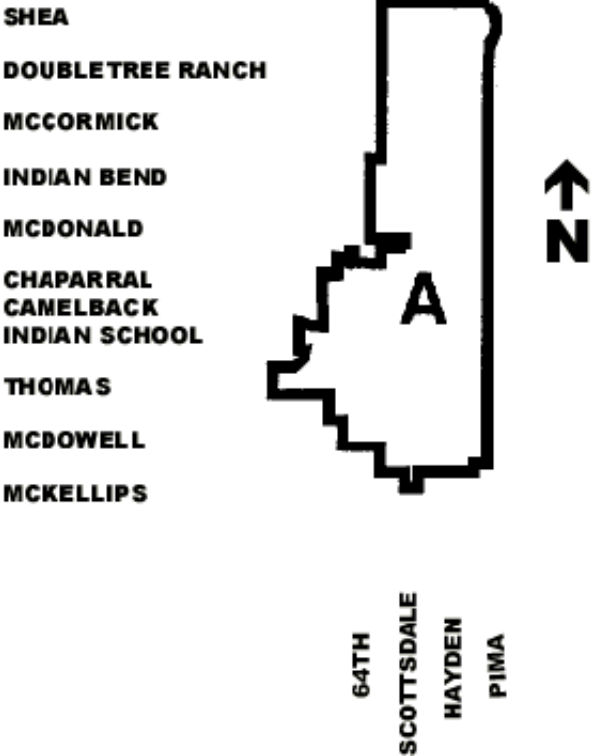 SHEA
DOUBLETREE RANCH
MCCORMICK
INDIAN BEND
MCDONALD
CHAPARRAL
CAMELBACK
INDIAN SCHOOL
THOMAS
MCDOWELL
MCKELLIPS
A
N
64TH
SCOTTSDALE
HAYDEN
PIMA